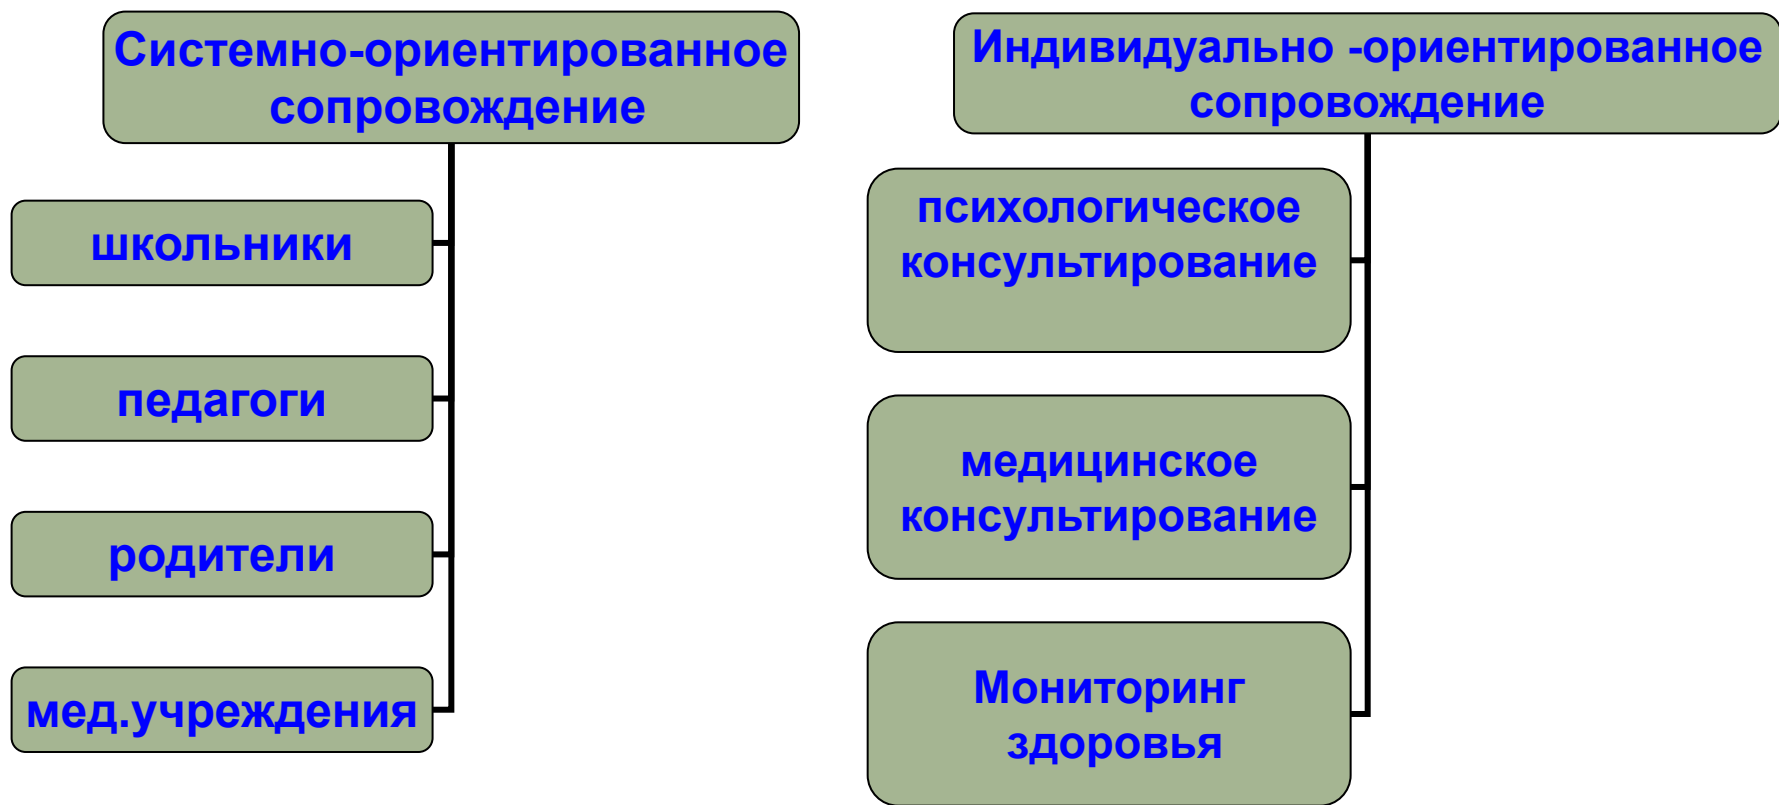 Системно-ориентированное
сопровождение
школьники
педагоги
родители
мед.учреждения
Индивидуально -ориентированное
сопровождение
психологическое
консультирование
медицинское
консультирование
Мониторинг
здоровья